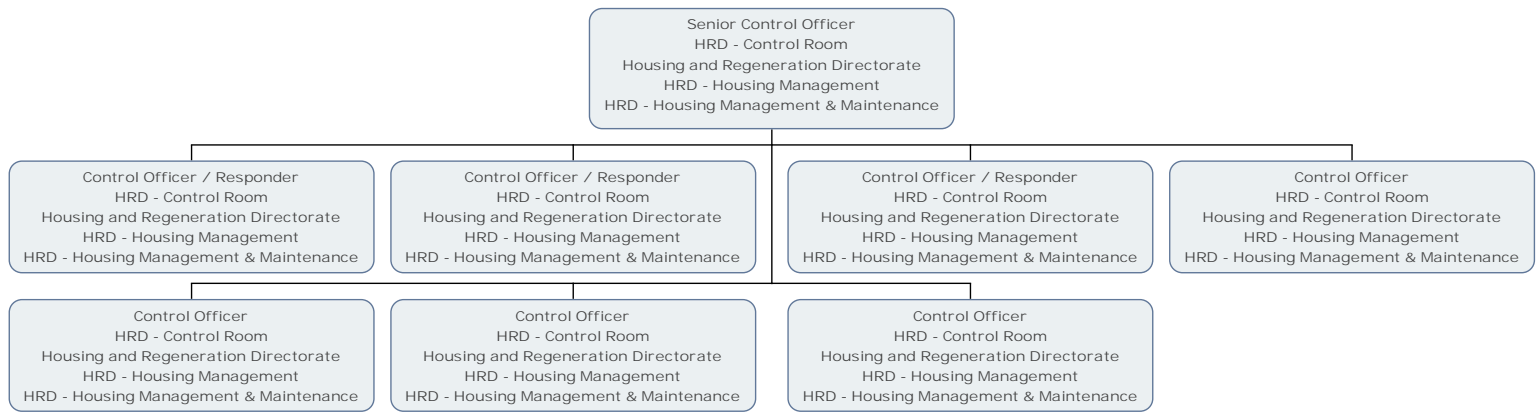 Senior Control Officer
HRD - Control Room
Housing and Regeneration Directorate
HRD - Housing Management
HRD - Housing Management & Maintenance
Control Officer / Responder
HRD - Control Room
Housing and Regeneration Directorate
HRD - Housing Management
HRD - Housing Management & Maintenance
Control Officer / Responder
HRD - Control Room
Housing and Regeneration Directorate
HRD - Housing Management
HRD - Housing Management & Maintenance
Control Officer / Responder
HRD - Control Room
Housing and Regeneration Directorate
HRD - Housing Management
HRD - Housing Management & Maintenance
Control Officer
HRD - Control Room
Housing and Regeneration Directorate
HRD - Housing Management
HRD - Housing Management & Maintenance
Control Officer
HRD - Control Room
Housing and Regeneration Directorate
HRD - Housing Management
HRD - Housing Management & Maintenance
Control Officer
HRD - Control Room
Housing and Regeneration Directorate
HRD - Housing Management
HRD - Housing Management & Maintenance
Control Officer
HRD - Control Room
Housing and Regeneration Directorate
HRD - Housing Management
HRD - Housing Management & Maintenance